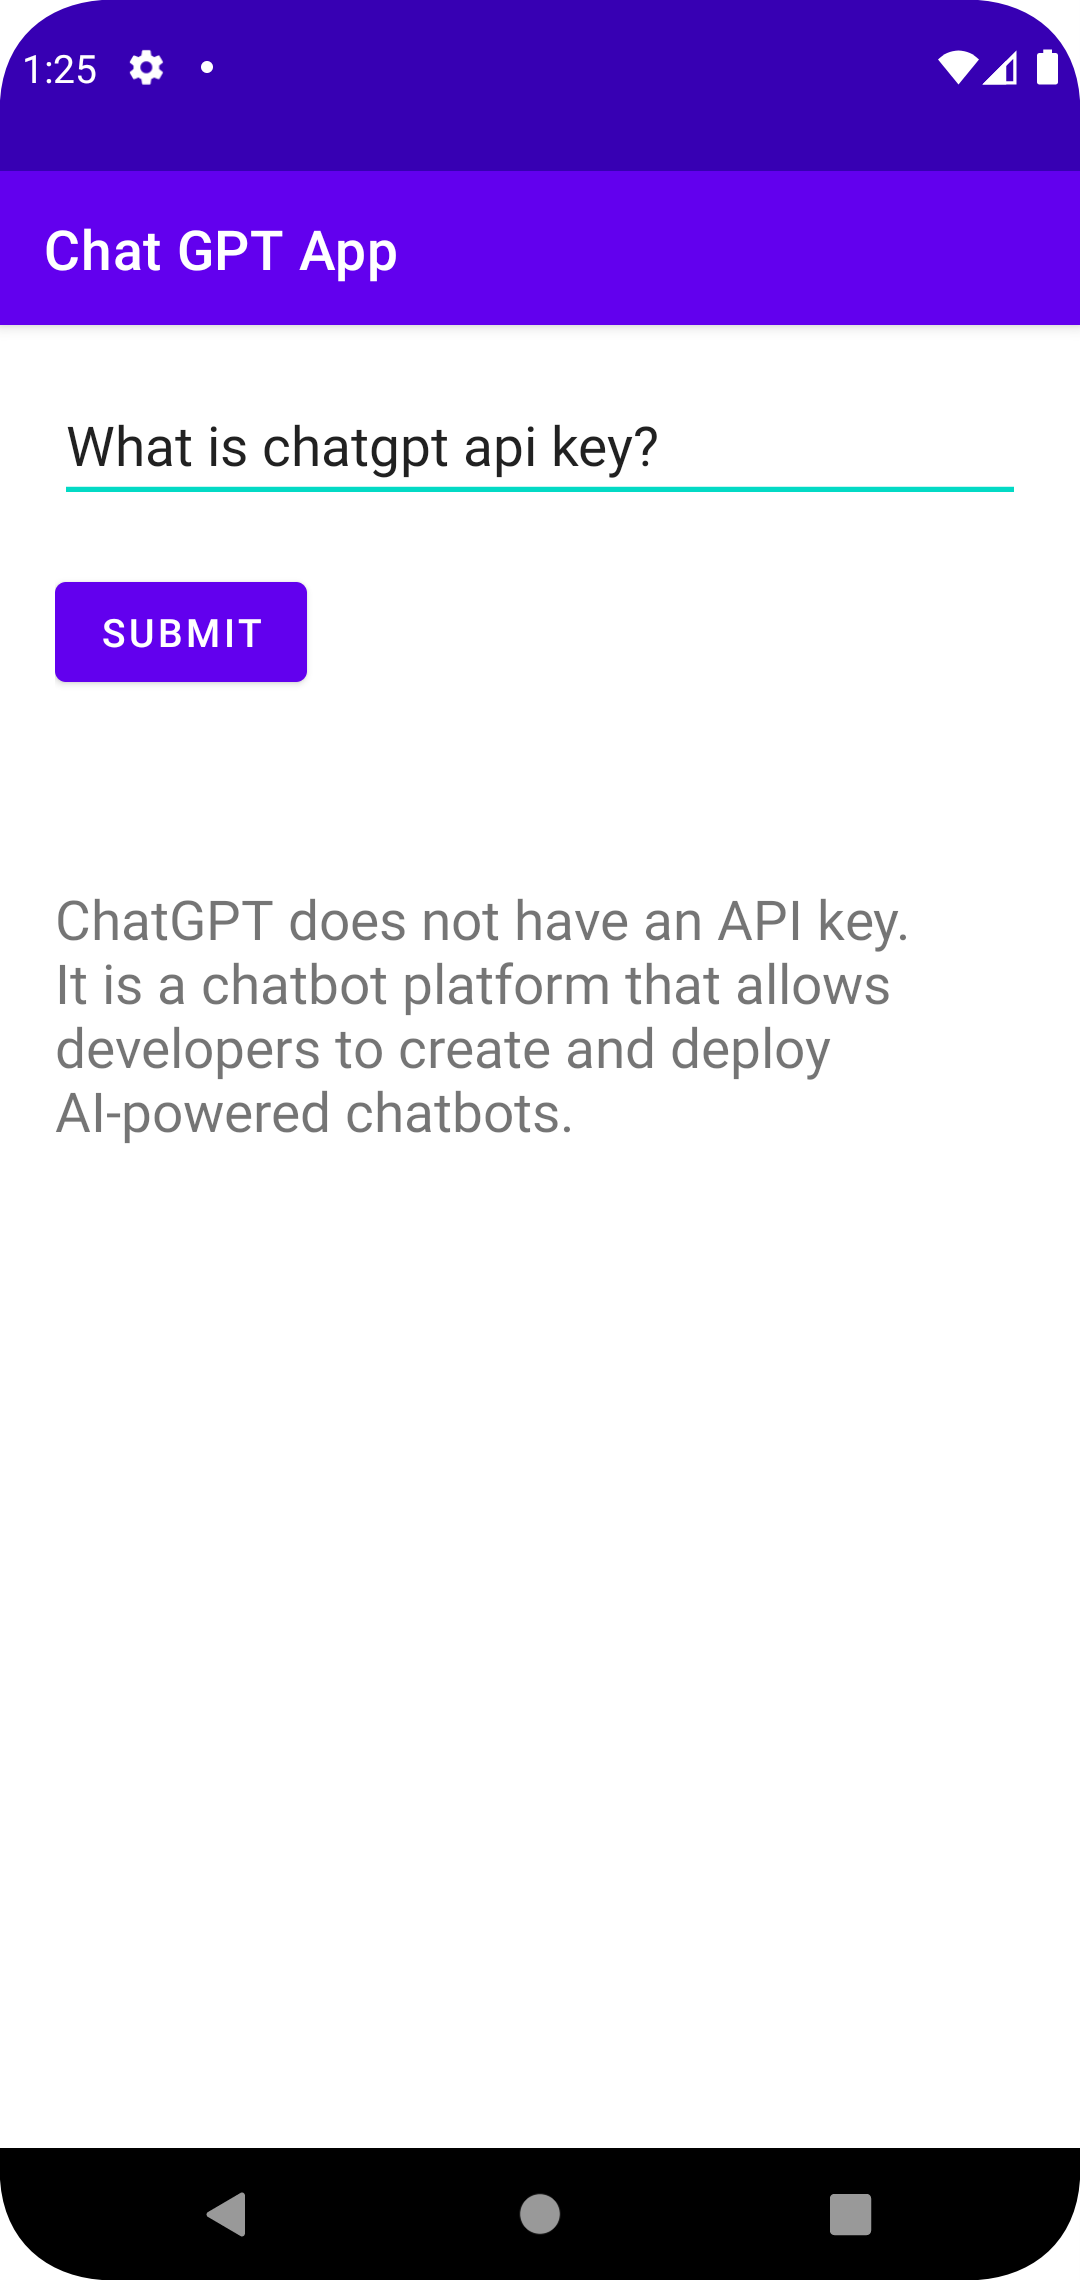 1:25
Chat GPT App
What is chatgpt api key?
SUBMIT
ChatGPT does not have an API key.
It is a chatbot platform that allows
developers to create and deploy
AI-powered chatbots.